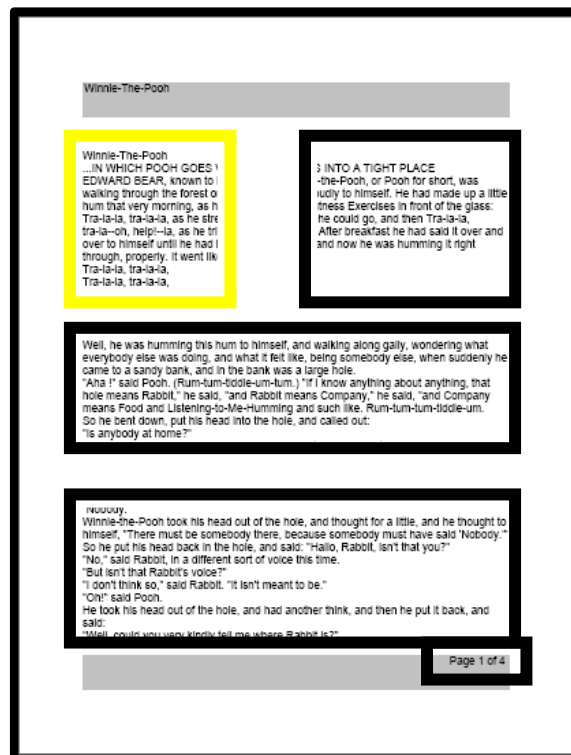 Winnie-The-Pooh
Winnie-The-Pooh
...IN WHICH POOH GOES
EDWARD BEAR, known to
walking through the forest
hum that very morning, as h
Tra-la-la, tra-la-la, as he stre
tra-la--oh, help!--la, as he tri
over to himself until he had
through, properly. It went lik
Tra-la-la, tra-la-la,
Tra-la-la, tra-la-la,
INTO A TIGHT PLACE
-the-Pooh, or Pooh for short, was
udly to himself. He had made up a little
tness Exercises in front of the glass:
he could go, and then Tra-la-la,
After breakfast he had said it over and
and now he was humming it right
Well, he was humming this hum to himself, and walking along gaily, wondering what
everybody else was doing, and what it felt like, being somebody else, when suddenly he
came to a sandy bank, and in the bank was a large hole.
"Aha !" said Pooh. (Rum-tum-tiddle-um-tum.) "If I know anything about anything, that
hole means Rabbit," he said, "and Rabbit means Company," he said, "and Company
means Food and Listening-to-Me-Humming and such like. Rum-tum-tum-tiddle-um.
So he bent down, put his head into the hole, and called out:
"Is anybody at home?"
"Nobody.
Winnie-the-Pooh took his head out of the hole, and thought for a little, and he thought to
himself, "There must be somebody there, because somebody must have said 'Nobody.'"
So he put his head back in the hole, and said: "Hallo, Rabbit, isn't that you?"
"No," said Rabbit, in a different sort of voice this time.
"But isn't that Rabbit's voice?"
"I don't think so," said Rabbit. "It isn't meant to be."
"Oh!" said Pooh.
He took his head out of the hole, and had another think, and then he put it back, and
said:
"Well, could you very kindly tell me where Rabbit is?"
Page 1 of 4